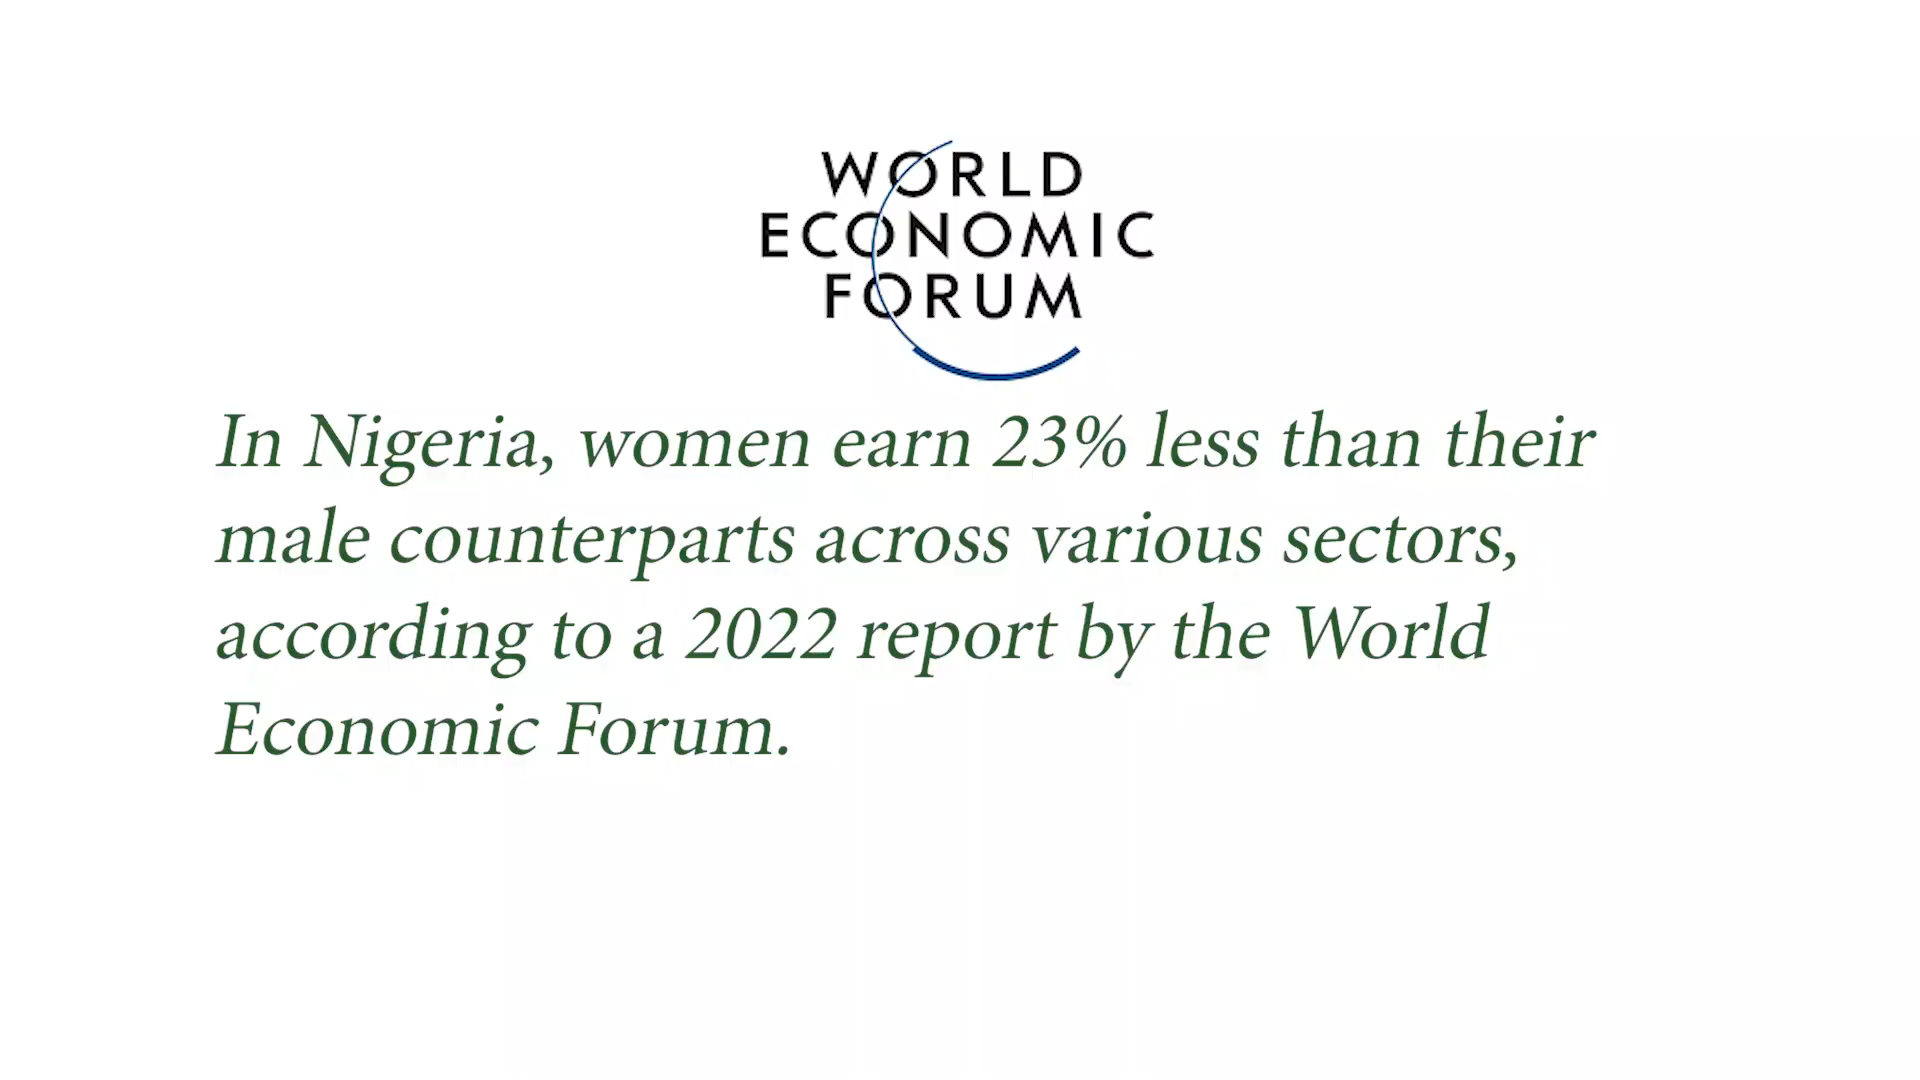 WORLD
ECONOMIC
FORUM
In Nigeria, women earn 23% less than their
male counterparts across various sectors,
according to a 2022 report by the World
Economic Forum.